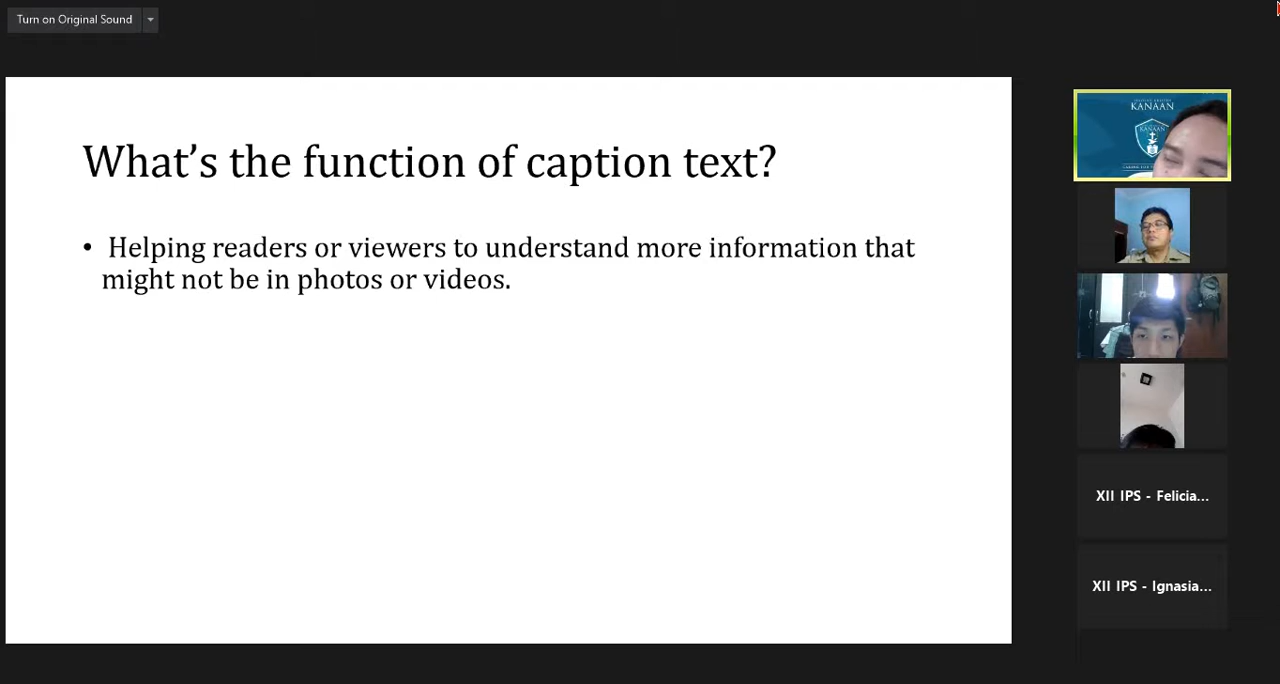 Turn on Original Sound
What's the function of caption text?
• Helping readers or viewers to understand more information that
might not be in photos or videos.
KANAAN
KANAAN
XII IPS - Felicia...
XII IPS - Ignasia...